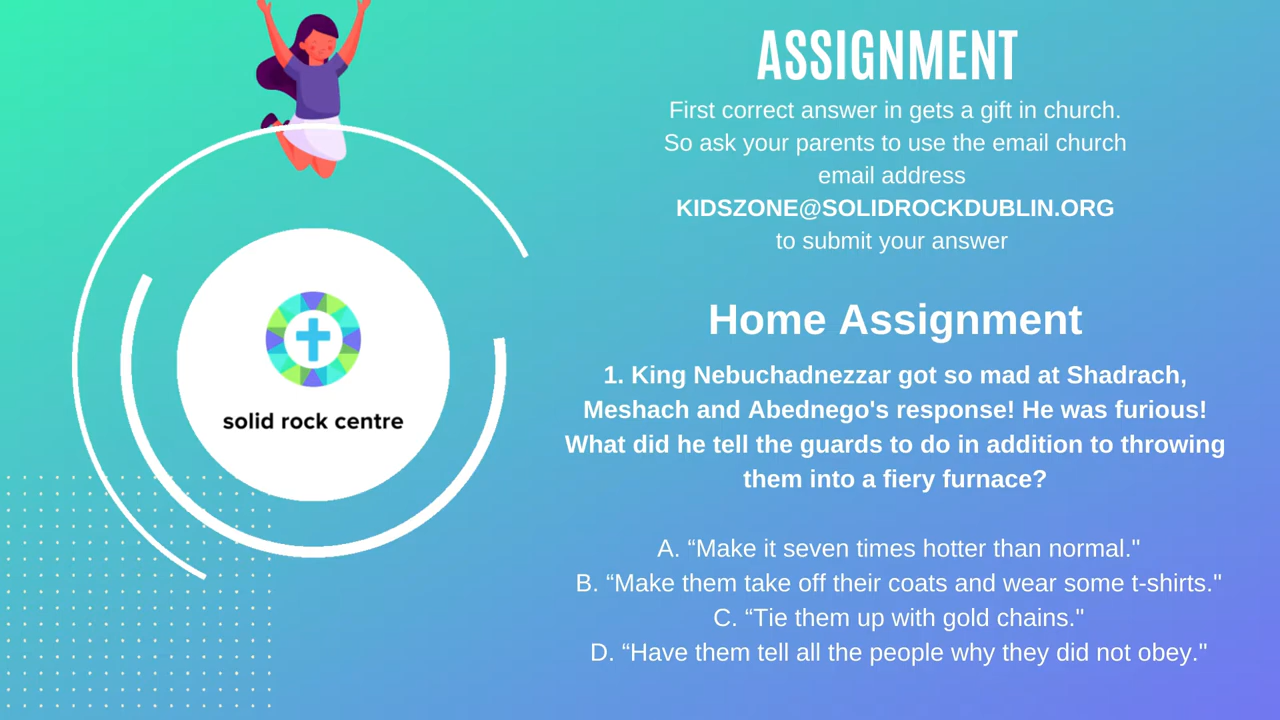 ASSIGNMENT
First correct answer in gets a gift in church.
So ask your parents to use the email church
email address
KIDSZONE@SOLIDROCKDUBLIN.ORG
to submit your answer
solid rock centre
Home Assignment
1. King Nebuchadnezzar got so mad at Shadrach,
Meshach and Abednego's response! He was furious!
What did he tell the guards to do in addition to throwing
them into a fiery furnace?
A. “Make it seven times hotter than normal."
B. “Make them take off their coats and wear some t-shirts."
C. “Tie them up with gold chains."
D. “Have them tell all the people why they did not obey."